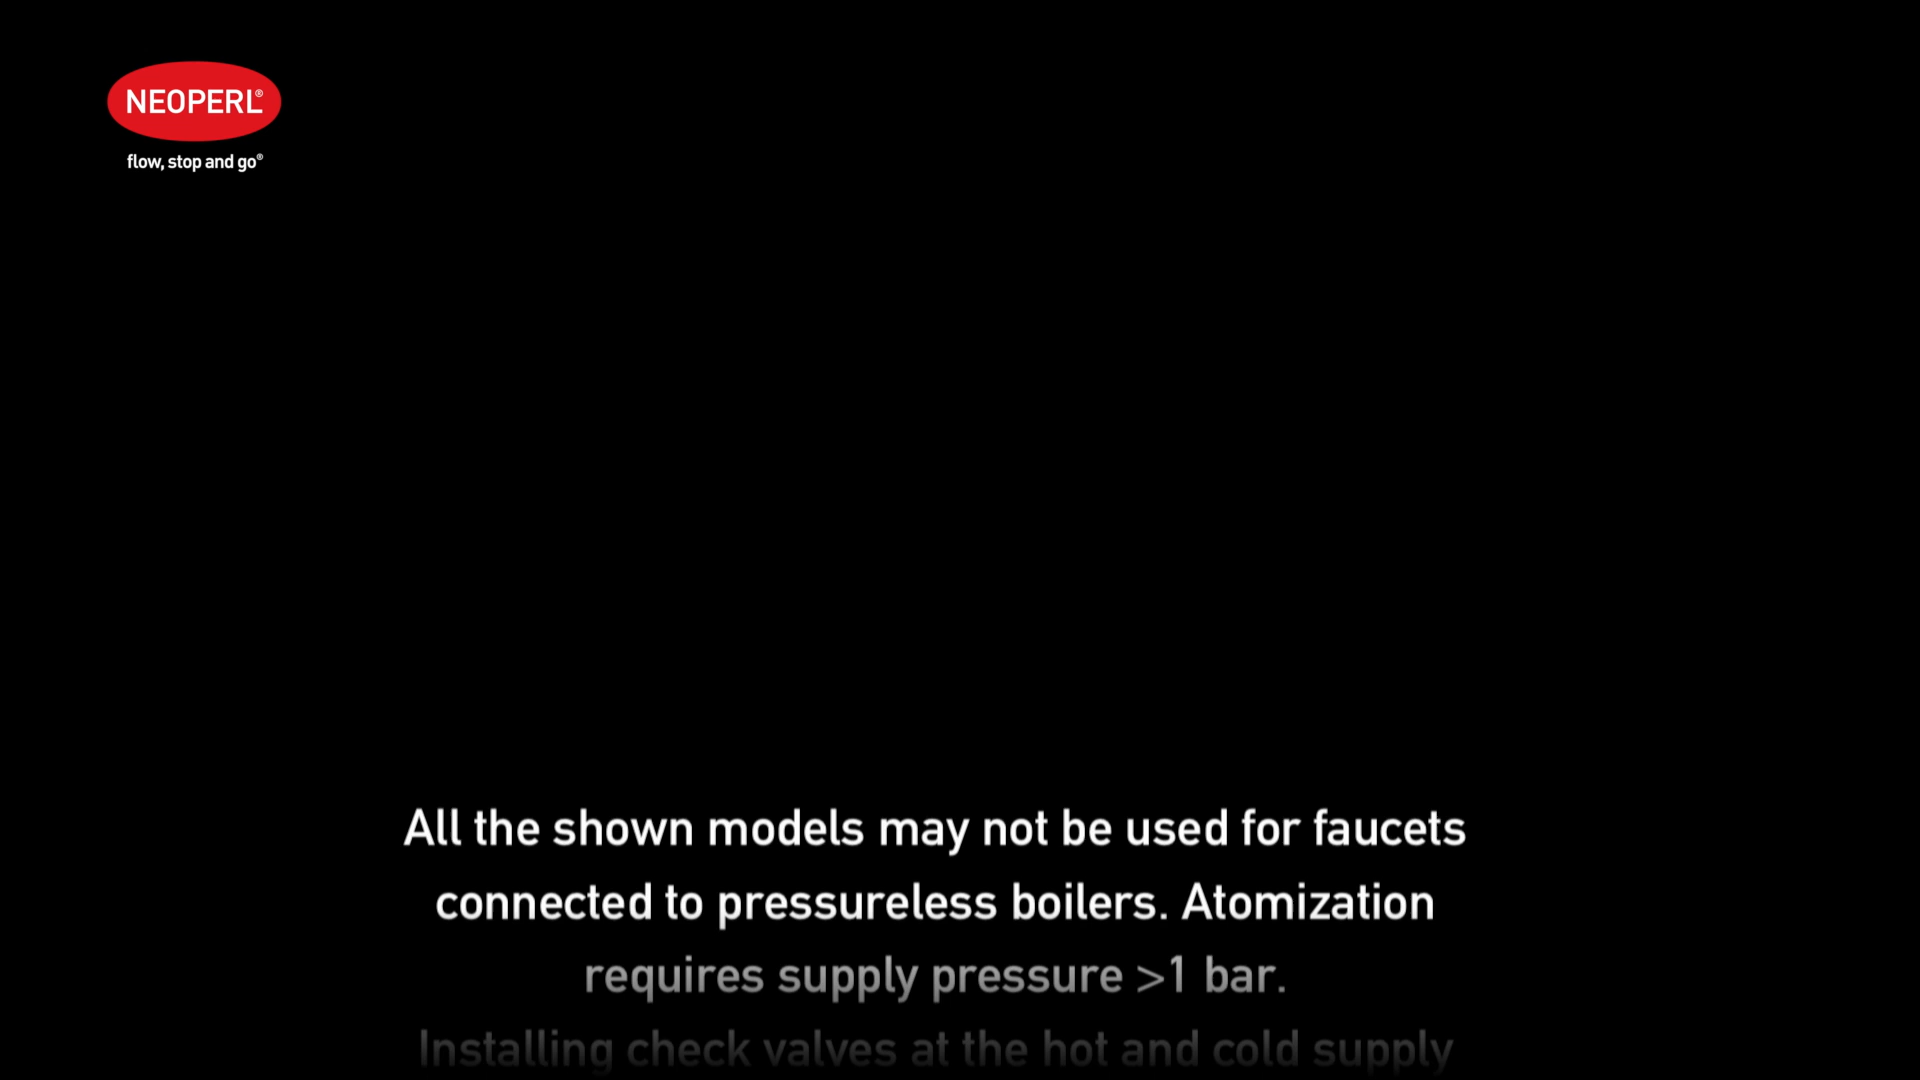 NEOPERL®
flow, stop and go®
All the shown models may not be used for faucets
connected to pressureless boilers. Atomization
requires supply pressure >1 bar.
Installing check valves at the hot and cold supply